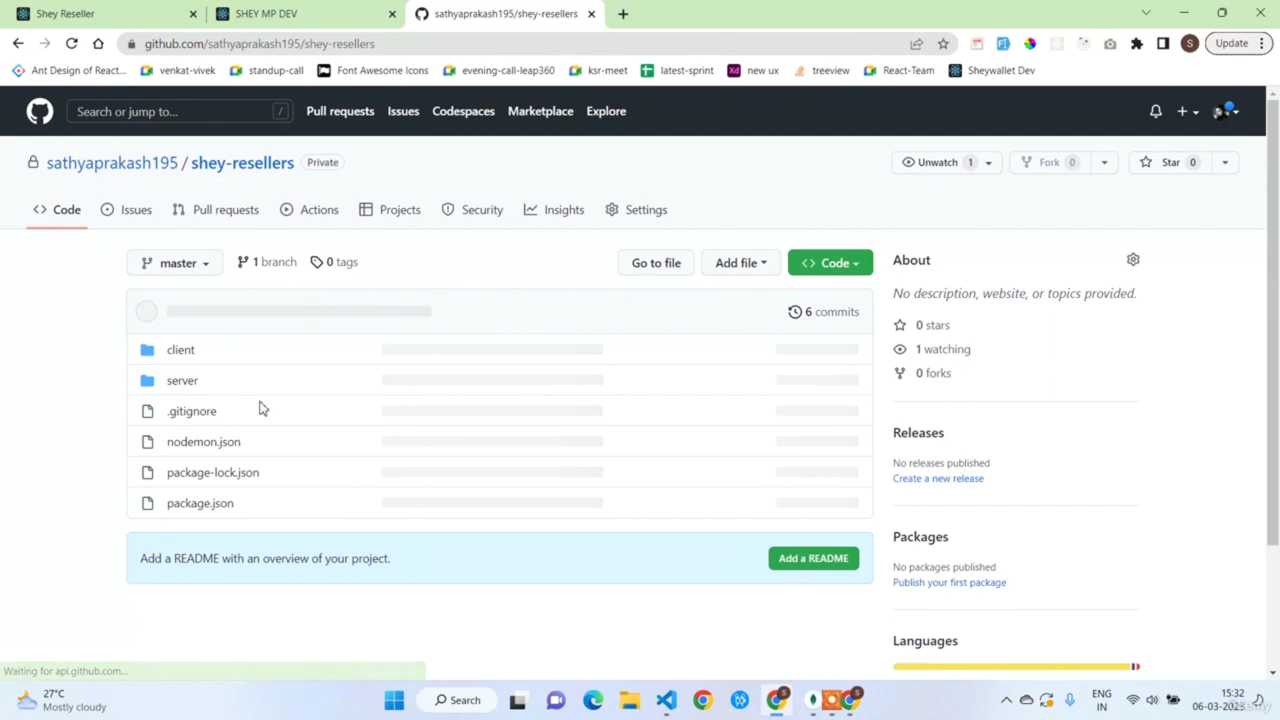 Shey Reseller
SHEY MP DEV
sathyaprakash195/shey-resellers
github.com/sathyaprakash195/shey-resellers
Update
Ant Design of React...
venkat-vivek
standup-call
Font Awesome Icons
evening-call-leap360
ksr-meet
latest-sprint
new ux
treeview
React-Team
Sheywallet Dev
Search or jump to... /
Pull requests
Issues
Codespaces
Marketplace
Explore
sathyaprakash195 / shey-resellers Private
Unwatch 1
Fork 0
Star 0
Code
Issues
Pull requests
Actions
Projects
Security
Insights
Settings
master
1 branch
0 tags
Go to file
Add file
Code
6 commits
client
server
.gitignore
nodemon.json
package-lock.json
package.json
Add a README with an overview of your project.
Add a README
About
No description, website, or topics provided.
0 stars
1 watching
0 forks
Releases
No releases published
Create a new release
Packages
No packages published
Publish your first package
Languages
Waiting for api.github.com...
27°C
Mostly cloudy
Search
ENG
IN
15:32